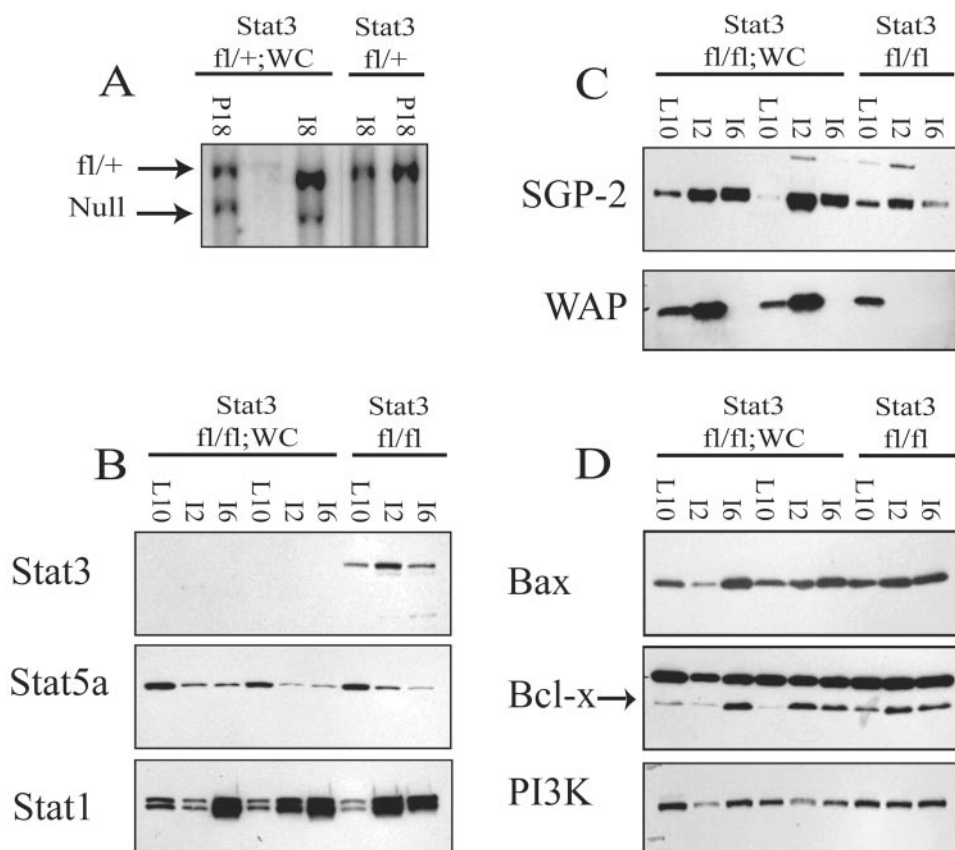 A
Stat3
fl/+;WC
Stat3
fl/+
P18
I8
I8
P18
fl/+
Null
B
Stat3
fl/fl;WC
Stat3
fl/fl
L10
I2
I6
L10
I2
I6
L10
I2
I6
Stat3
Stat5a
Stat1
C
Stat3
fl/fl;WC
Stat3
fl/fl
L10
I2
I6
L10
I2
I6
L10
I2
I6
SGP-2
WAP
D
Stat3
fl/fl;WC
Stat3
fl/fl
L10
I2
I6
L10
I2
I6
L10
I2
I6
Bax
Bcl-x
PI3K